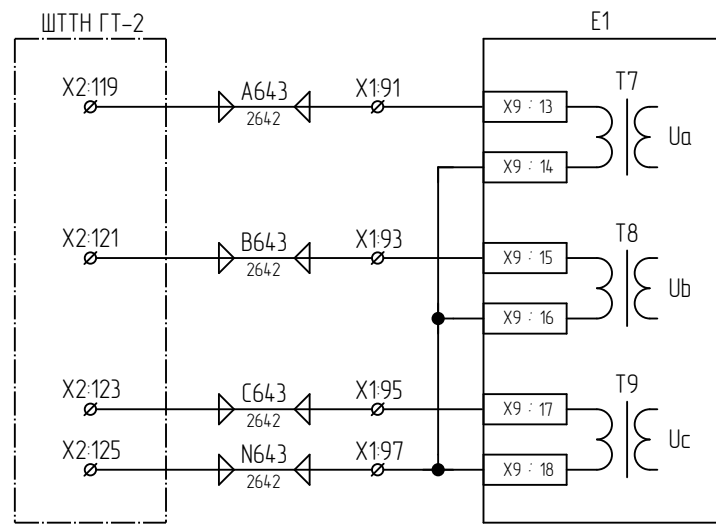 ШТТН ГТ-2
E1
X2:119
A643
2642
X1:91
X9 : 13
T7
Ua
X9 : 14
X2:121
B643
2642
X1:93
X9 : 15
T8
Ub
X9 : 16
X2:123
C643
2642
X1:95
X9 : 17
T9
Uc
X2:125
N643
2642
X1:97
X9 : 18